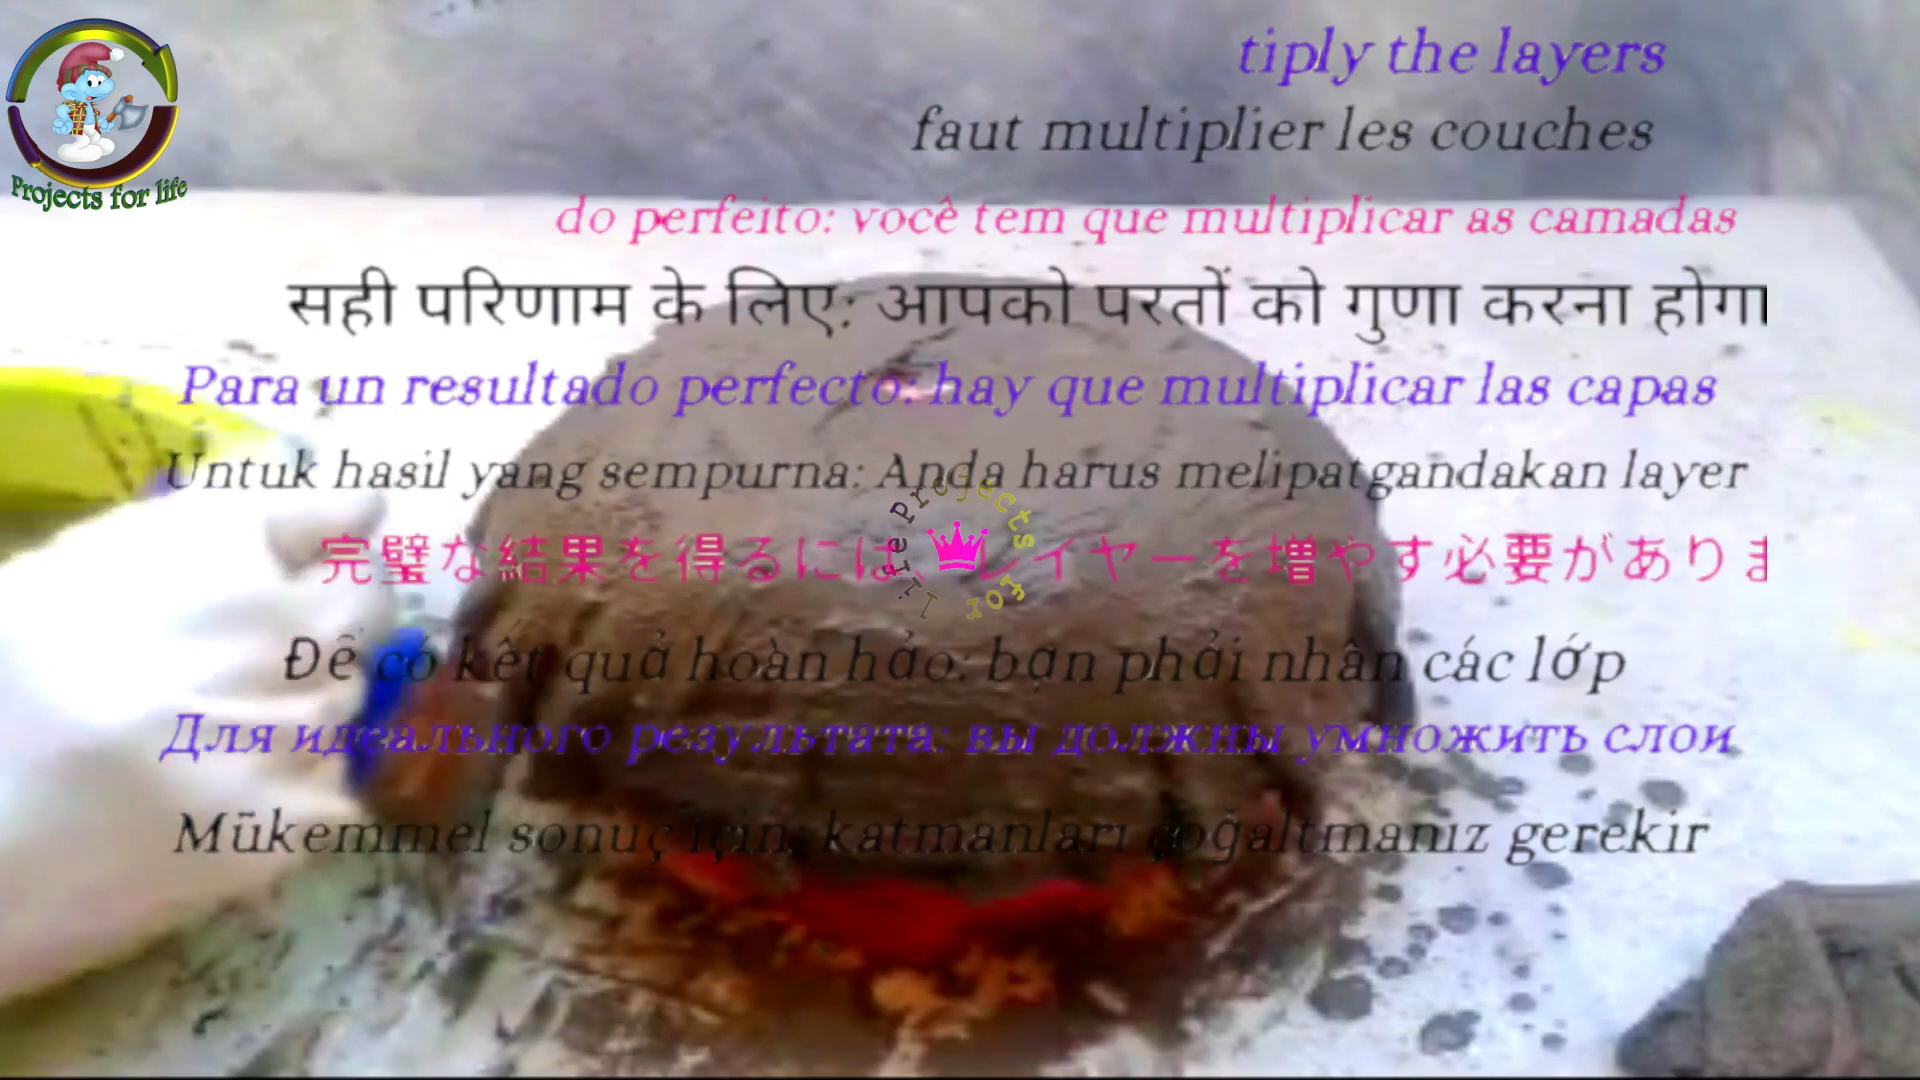 Projects for life
tiply the layers
faut multiplier les couches
do perfeito: você tem que multiplicar as camadas
सही परिणाम के लिए: आपको परतों को गुणा करना होगा
Para un resultado perfecto: hay que multiplicar las capas
Untuk hasil yang sempurna: Anda harus melipatgandakan layer
完璧な結果を得るには、レイヤーを増やす必要がありま
Projects for life
Để có kết quả hoàn hảo: bạn phải nhân các lớp
Для идеального результата: вы должны умножить слои
Mükemmel sonuç için: katmanları çoğaltmanız gerekir